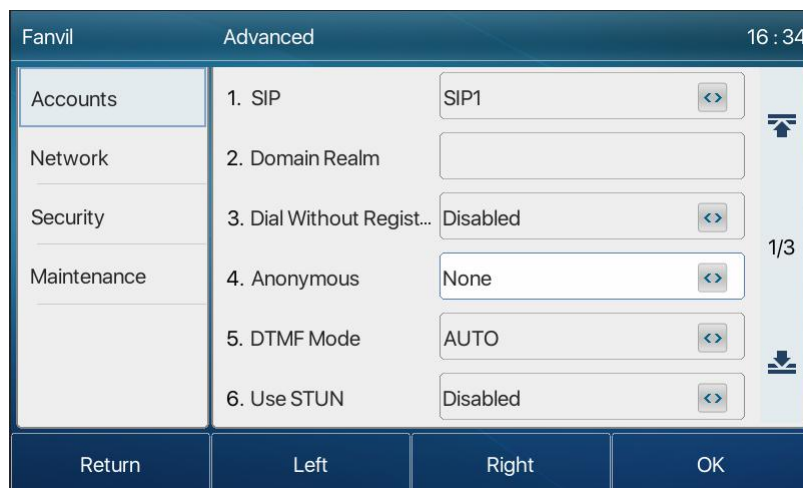 Fanvil Advanced 16 : 34
Accounts
Network
Security
Maintenance
1. SIP SIP1
2. Domain Realm
3. Dial Without Regist... Disabled
4. Anonymous None
5. DTMF Mode AUTO
6. Use STUN Disabled
1/3
Return Left Right OK